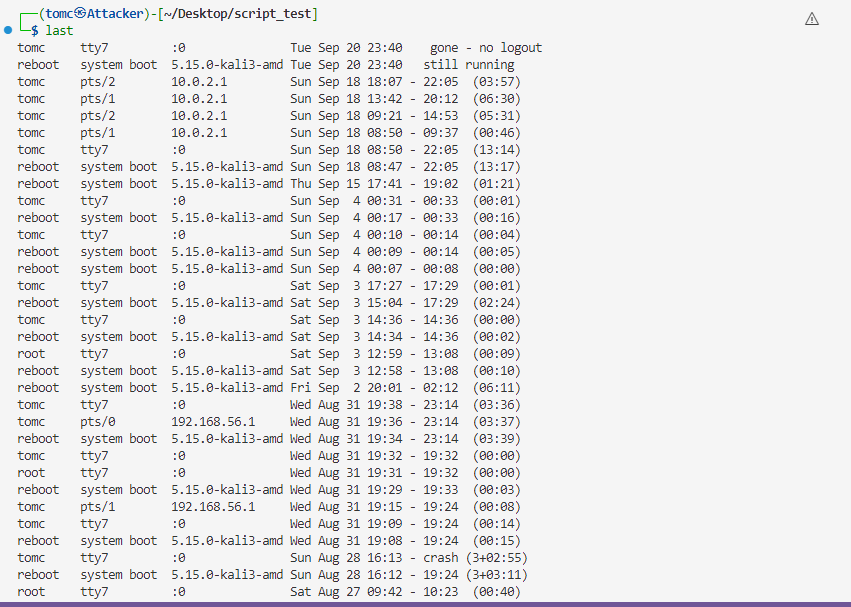 ┌──(tomc㉿Attacker)-[~/Desktop/script_test]
└─$ last
tomc     tty7         :0               Tue Sep 20 23:40    gone - no logout
reboot   system boot  5.15.0-kali3-amd Tue Sep 20 23:40   still running
tomc     pts/2        10.0.2.1         Sun Sep 18 18:07 - 22:05  (03:57)
tomc     pts/1        10.0.2.1         Sun Sep 18 13:42 - 20:12  (06:30)
tomc     pts/2        10.0.2.1         Sun Sep 18 09:21 - 14:53  (05:31)
tomc     pts/1        10.0.2.1         Sun Sep 18 08:50 - 09:37  (00:46)
tomc     tty7         :0               Sun Sep 18 08:50 - 22:05  (13:14)
reboot   system boot  5.15.0-kali3-amd Sun Sep 18 08:47 - 22:05  (13:17)
reboot   system boot  5.15.0-kali3-amd Thu Sep 15 17:41 - 19:02  (01:21)
tomc     tty7         :0               Sun Sep  4 00:31 - 00:33  (00:01)
reboot   system boot  5.15.0-kali3-amd Sun Sep  4 00:17 - 00:33  (00:16)
tomc     tty7         :0               Sun Sep  4 00:10 - 00:14  (00:04)
reboot   system boot  5.15.0-kali3-amd Sun Sep  4 00:09 - 00:14  (00:05)
reboot   system boot  5.15.0-kali3-amd Sun Sep  4 00:07 - 00:08  (00:00)
tomc     tty7         :0               Sat Sep  3 17:27 - 17:29  (00:01)
reboot   system boot  5.15.0-kali3-amd Sat Sep  3 15:04 - 17:29  (02:24)
tomc     tty7         :0               Sat Sep  3 14:36 - 14:36  (00:00)
reboot   system boot  5.15.0-kali3-amd Sat Sep  3 14:34 - 14:36  (00:02)
root     tty7         :0               Sat Sep  3 12:59 - 13:08  (00:09)
reboot   system boot  5.15.0-kali3-amd Sat Sep  3 12:58 - 13:08  (00:10)
reboot   system boot  5.15.0-kali3-amd Fri Sep  2 20:01 - 02:12  (06:11)
tomc     tty7         :0               Wed Aug 31 19:38 - 23:14  (03:36)
tomc     pts/0        192.168.56.1     Wed Aug 31 19:36 - 23:14  (03:37)
reboot   system boot  5.15.0-kali3-amd Wed Aug 31 19:34 - 23:14  (03:39)
tomc     tty7         :0               Wed Aug 31 19:32 - 19:32  (00:00)
root     tty7         :0               Wed Aug 31 19:31 - 19:32  (00:00)
reboot   system boot  5.15.0-kali3-amd Wed Aug 31 19:29 - 19:33  (00:03)
tomc     pts/1        192.168.56.1     Wed Aug 31 19:15 - 19:24  (00:08)
tomc     tty7         :0               Wed Aug 31 19:09 - 19:24  (00:14)
reboot   system boot  5.15.0-kali3-amd Wed Aug 31 19:08 - 19:24  (00:15)
tomc     tty7         :0               Sun Aug 28 16:13 - crash (3+02:55)
reboot   system boot  5.15.0-kali3-amd Sun Aug 28 16:12 - 19:24 (3+03:11)
root     tty7         :0               Sat Aug 27 09:42 - 10:23  (00:40)